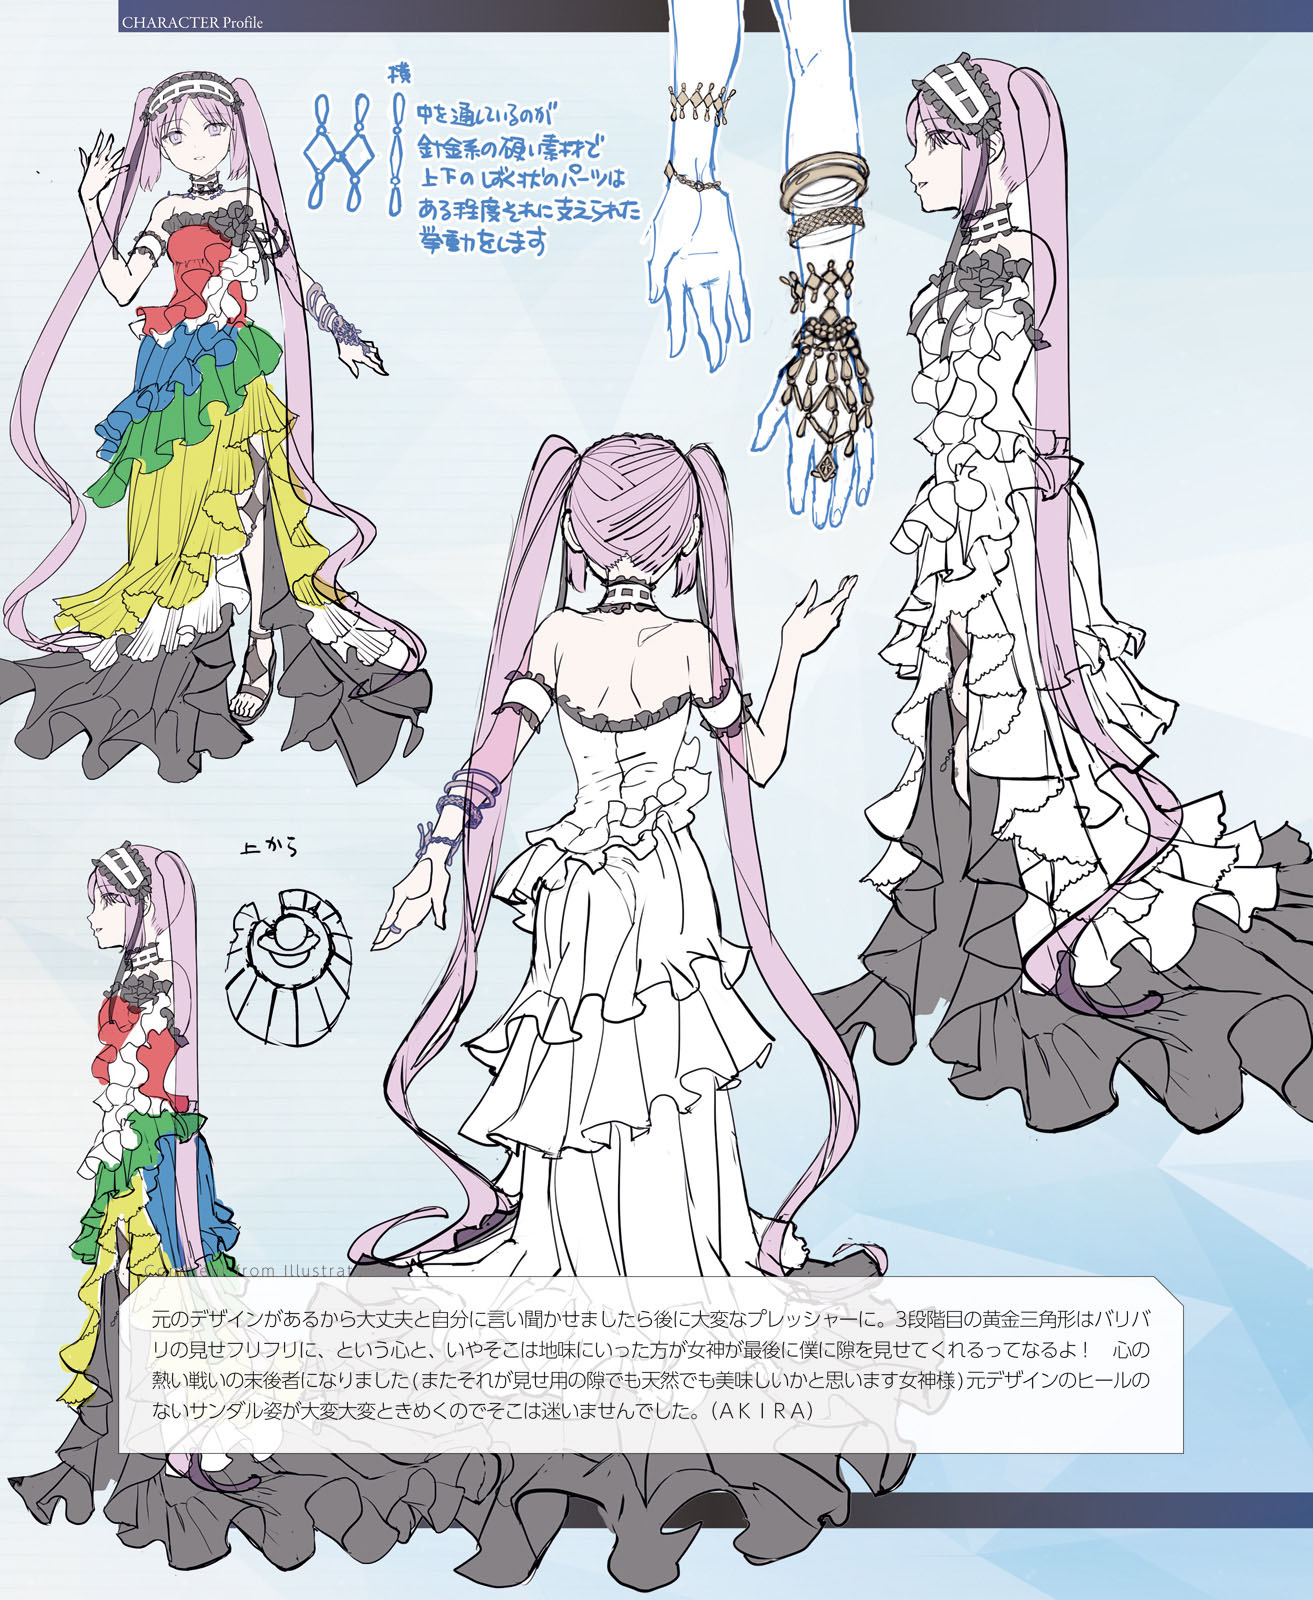 CHARACTER Profile
横
中を通しているのが
針金系の硬い素材で
上下のしずく状のパーツは
ある程度それに支えられた
挙動をします
上から
Comment from Illustrat
元のデザインがあるから大丈夫と自分に言い聞かせましたら後に大変なプレッシャーに。3段階目の黄金三角形はバリバ
リの見せフリフリに、という心と、いやそこは地味にいった方が女神が最後に僕に隙を見せてくれるってなるよ！　心の
熱い戦いの末後者になりました(またそれが見せ用の隙でも天然でも美味しいかと思います女神様)元デザインのヒールの
ないサンダル姿が大変大変ときめくのでそこは迷いませんでした。（ＡＫＩＲＡ）